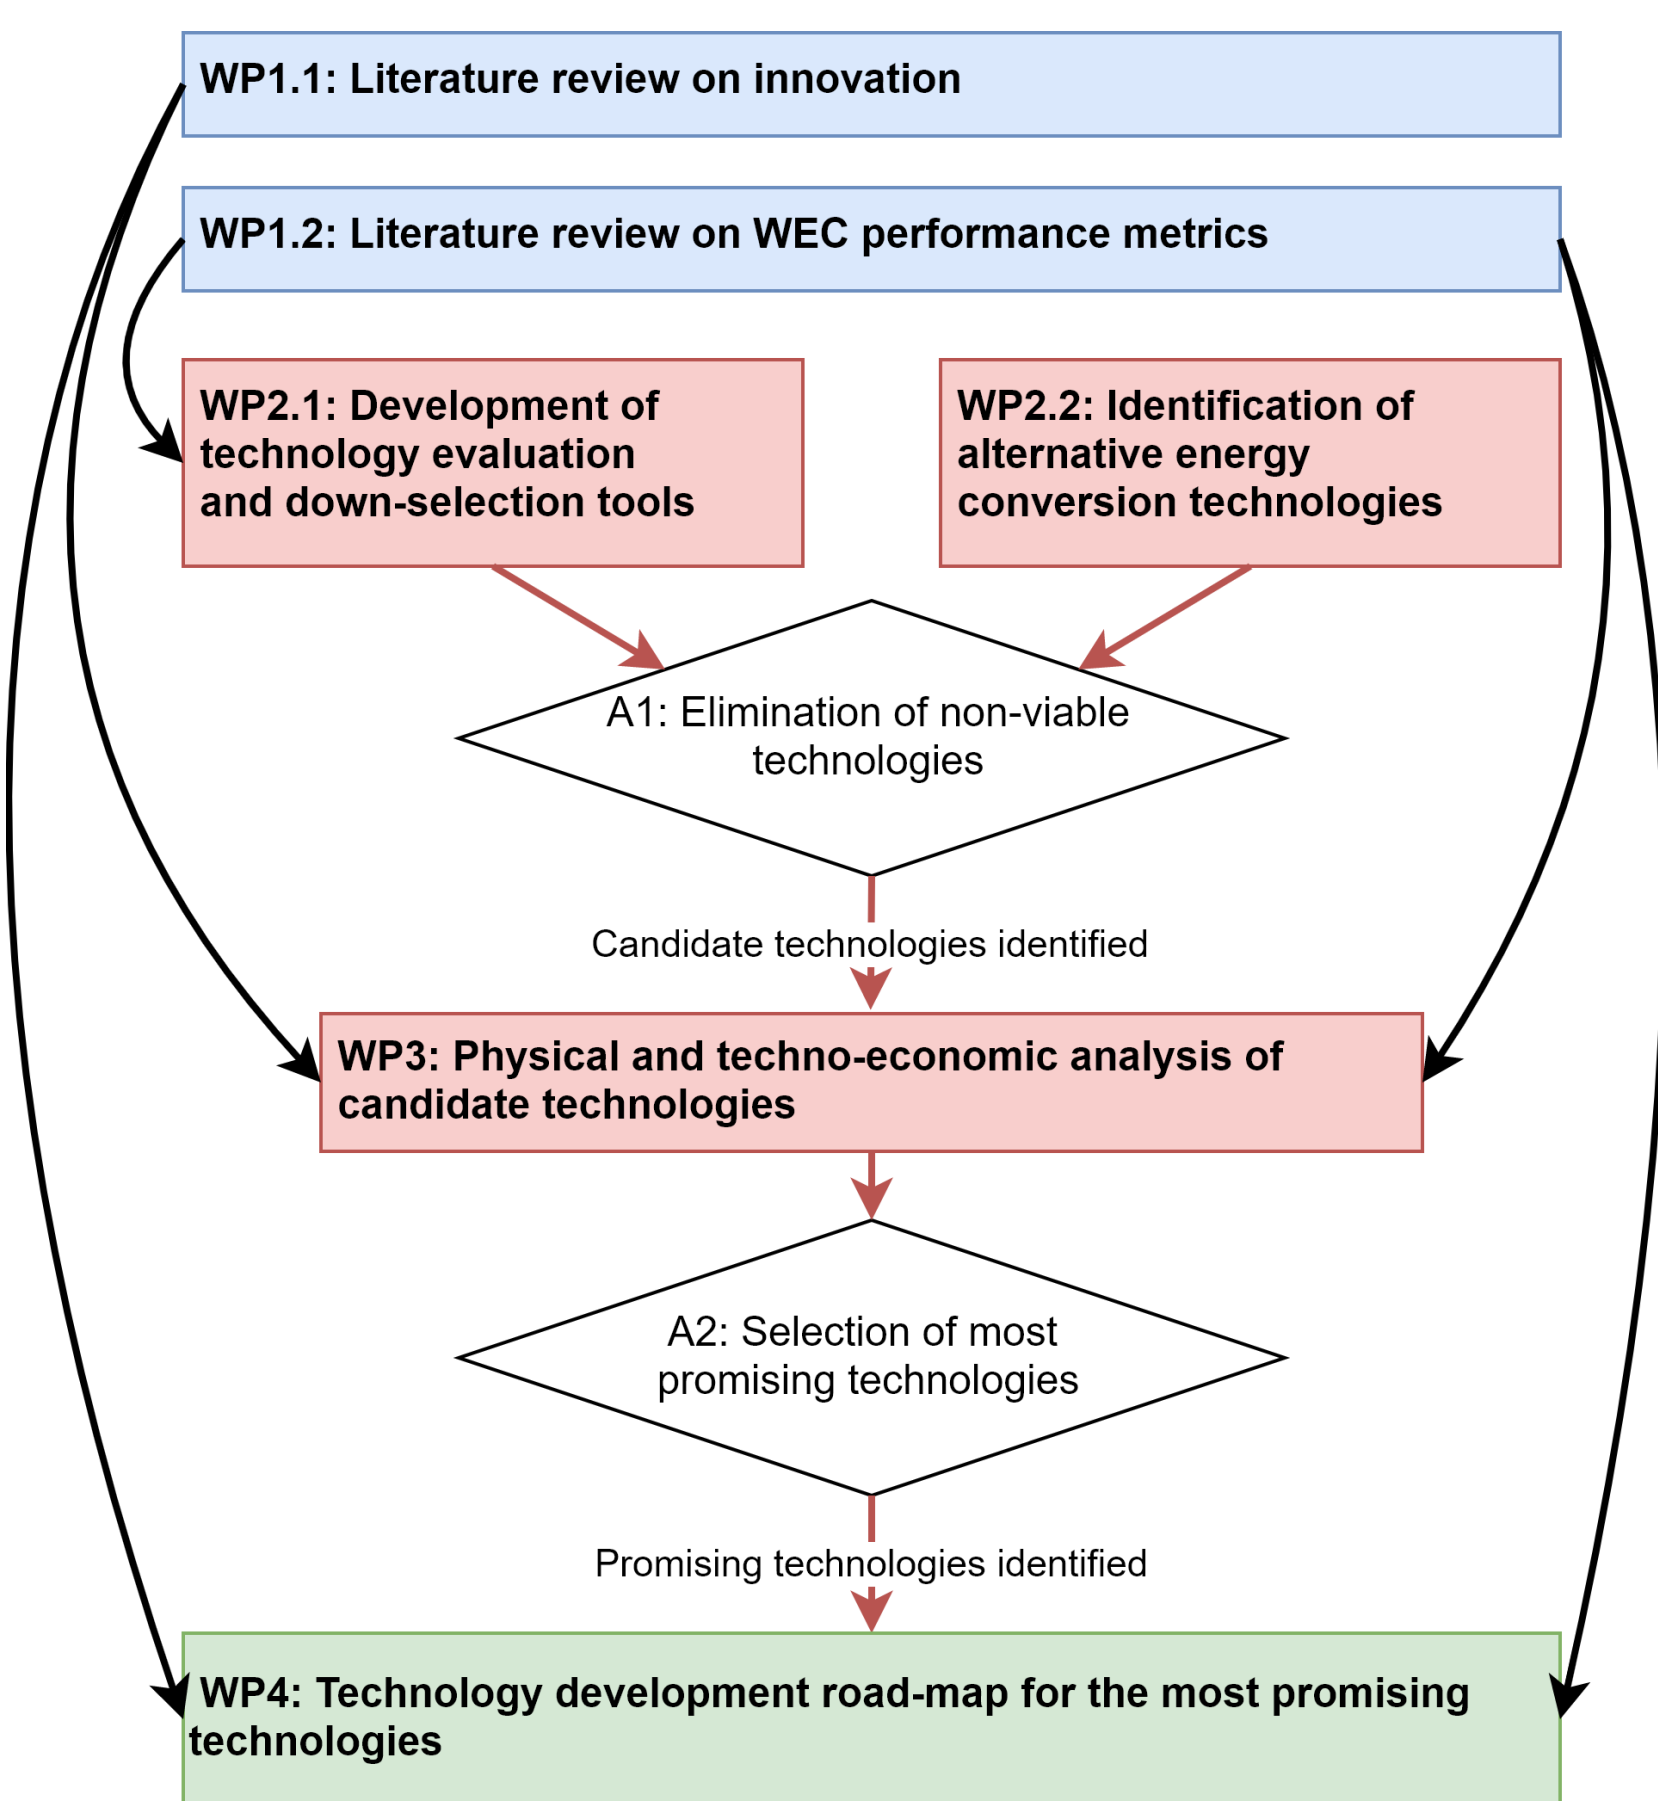 WP1.1: Literature review on innovation
WP1.2: Literature review on WEC performance metrics
WP2.1: Development of
technology evaluation
and down-selection tools
WP2.2: Identification of
alternative energy
conversion technologies
A1: Elimination of non-viable
technologies
Candidate technologies identified
WP3: Physical and techno-economic analysis of
candidate technologies
A2: Selection of most
promising technologies
Promising technologies identified
WP4: Technology development road-map for the most promising
technologies